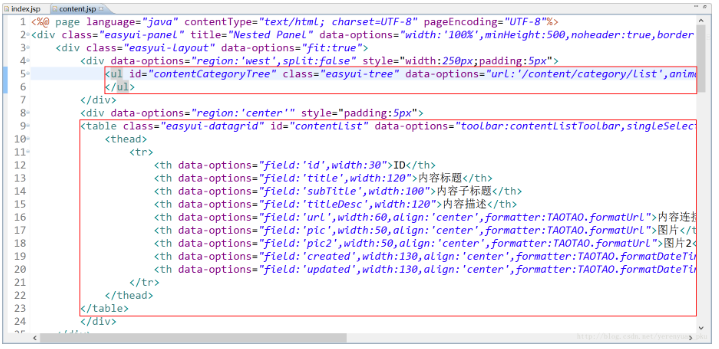 index.jsp content.jsp
1 <%@ page language="java" contentType="text/html; charset=UTF-8" pageEncoding="UTF-8"%>
2 <div class="easyui-panel" title="Nested Panel" data-options="width:'100%',minHeight:500,noheader:true,border
3 <div class="easyui-layout" data-options="fit:true">
4 <div data-options="region:'west',split:false" style="width:250px;padding:5px">
5 <ul id="contentCategoryTree" class="easyui-tree" data-options="url:'/content/category/list',anim
6 </ul>
7 </div>
8 <div data-options="region:'center'" style="padding:5px">
9 <table class="easyui-datagrid" id="contentList" data-options="toolbar:contentListToolbar,singleSelec
10 <thead>
11 <tr>
12 <th data-options="field:'id',width:30">ID</th>
13 <th data-options="field:'title',width:120">内容标题</th>
14 <th data-options="field:'subTitle',width:100">内容子标题</th>
15 <th data-options="field:'titleDesc',width:120">内容描述</th>
16 <th data-options="field:'url',width:60,align:'center',formatter:TAOTAO.formatUrl">内容连接
17 <th data-options="field:'pic',width:50,align:'center',formatter:TAOTAO.formatUrl">图片</t
18 <th data-options="field:'pic2',width:50,align:'center',formatter:TAOTAO.formatUrl">图片2<
19 <th data-options="field:'created',width:130,align:'center',formatter:TAOTAO.formatDateTim
20 <th data-options="field:'updated',width:130,align:'center',formatter:TAOTAO.formatDateTim
21 </tr>
22 </thead>
23 </table>
24 </div>